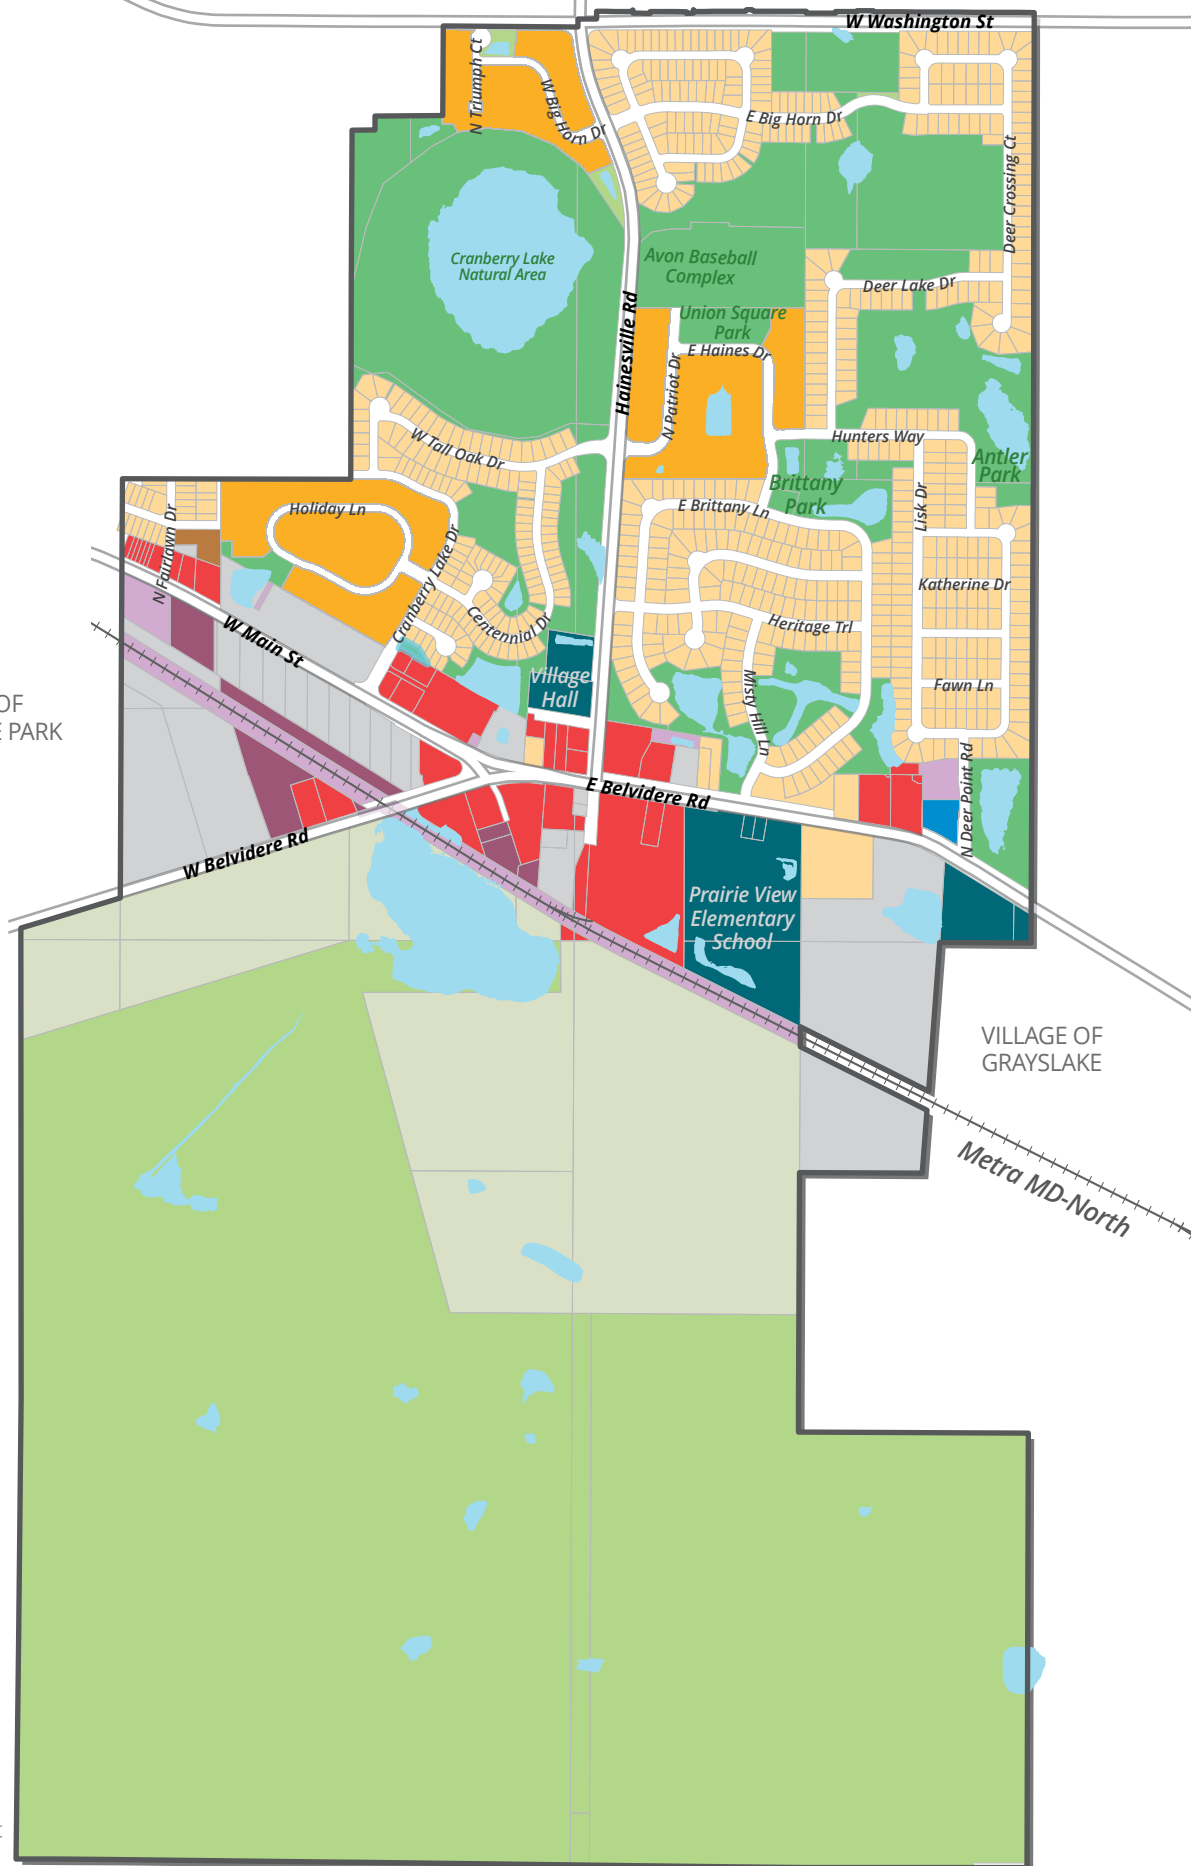 W Washington St
N Triumph Ct
W Big Horn Dr
E Big Horn Dr
Deer Crossing Ct
Cranberry Lake
Natural Area
Avon Baseball
Complex
Deer Lake Dr
Hainesville Rd
Union Square
Park
E Haines Dr
N Patriot Dr
W Tall Oak Dr
Hunters Way
Antler
Park
Brittany
Park
Holiday Ln
E Brittany Ln
Lisk Dr
N Fairlawn Dr
Cranberry Lake Dr
Katherine Dr
Centennial Dr
Heritage Trl
W Main St
Village
Hall
Misty Hill Ln
Fawn Ln
OF
PARK
N Deer Point Rd
E Belvidere Rd
W Belvidere Rd
Prairie View
Elementary
School
VILLAGE OF
GRAYSLAKE
Metra MD-North